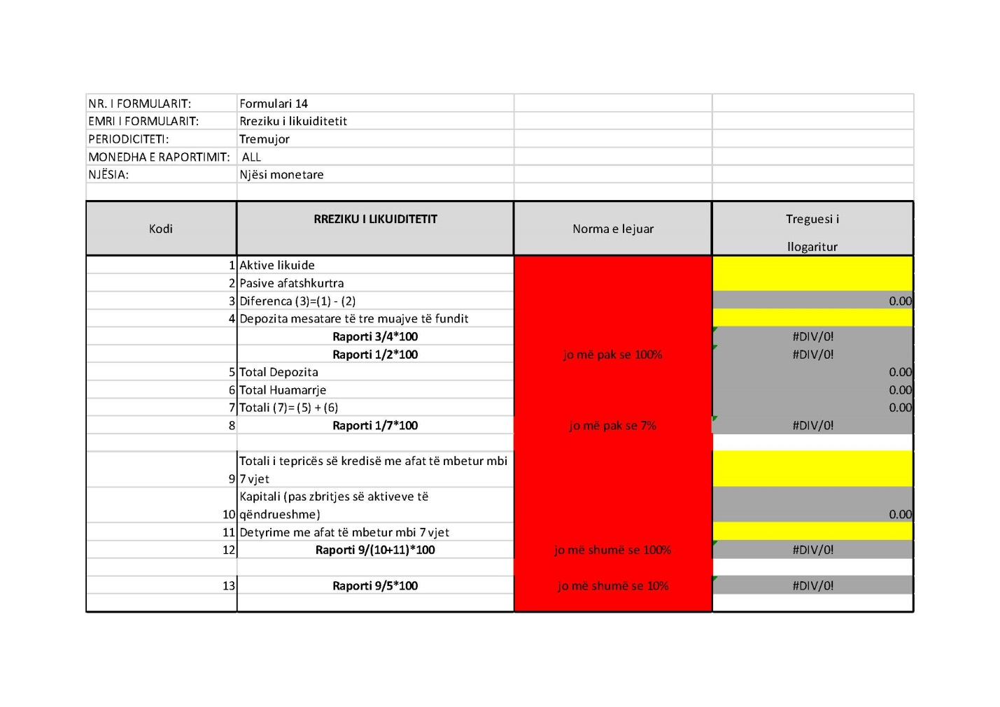 NR. I FORMULARIT: Formulari 14
EMRI I FORMULARIT: Rreziku i likuiditetit
PERIODICITETI: Tremujor
MONEDHA E RAPORTIMIT: ALL
NJËSIA: Njësi monetare
Kodi RREZIKU I LIKUIDITETIT Norma e lejuar Treguesi i
llogaritur
1 Aktive likuide
2 Pasive afatshkurtra
3 Diferenca (3)=(1) - (2) 0.00
4 Depozita mesatare të tre muajve të fundit
Raporti 3/4*100 #DIV/0!
Raporti 1/2*100 jo më pak se 100% #DIV/0!
5 Total Depozita 0.00
6 Total Huamarrje 0.00
7 Totali (7)= (5) + (6) 0.00
8 Raporti 1/7*100 jo më pak se 7% #DIV/0!
Totali i tepricës së kredisë me afat të mbetur mbi
9 7 vjet
Kapitali (pas zbritjes së aktiveve të
10 qëndrueshme) 0.00
11 Detyrime me afat të mbetur mbi 7 vjet
12 Raporti 9/(10+11)*100 jo më shumë se 100% #DIV/0!
13 Raporti 9/5*100 jo më shumë se 10% #DIV/0!